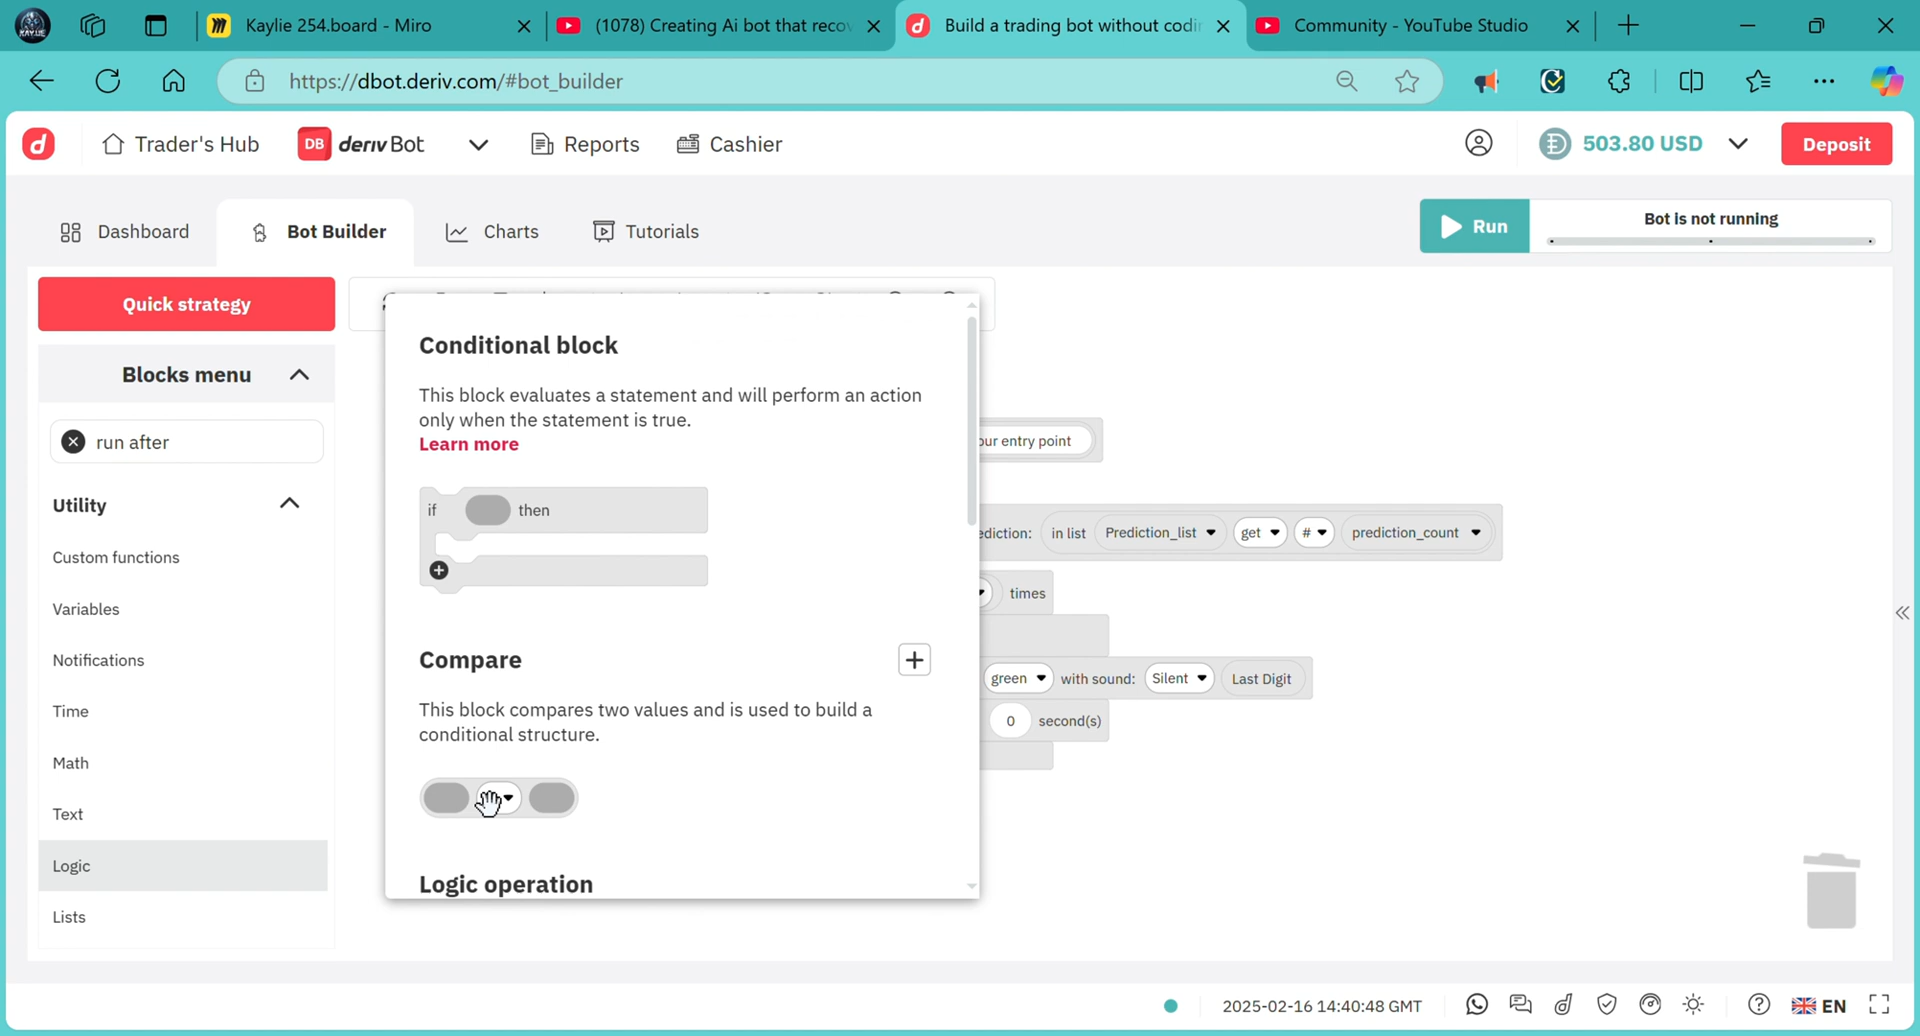 Kaylie 254.board - Miro
(1078) Creating Ai bot that recov
Build a trading bot without codin
Community - YouTube Studio
https://dbot.deriv.com/#bot_builder
Trader's Hub
DB deriv Bot
Reports
Cashier
503.80 USD
Deposit
Dashboard
Bot Builder
Charts
Tutorials
Run
Bot is not running
Quick strategy
Blocks menu
run after
Utility
Custom functions
Variables
Notifications
Time
Math
Text
Logic
Lists
Conditional block
This block evaluates a statement and will perform an action
only when the statement is true.
Learn more
if then
Compare
This block compares two values and is used to build a
conditional structure.
Logic operation
our entry point
ediction: in list Prediction_list get # prediction_count
times
green with sound: Silent Last Digit
0 second(s)
2025-02-16 14:40:48 GMT
EN